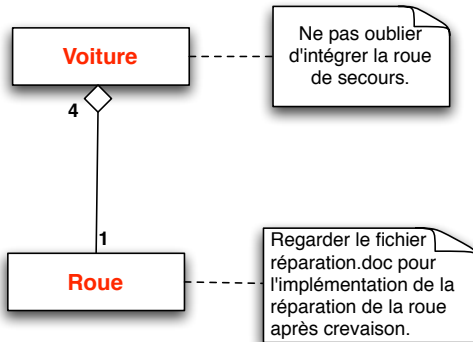 Voiture
Ne pas oublier
d'intégrer la roue
de secours.
4
1
Roue
Regarder le fichier
réparation.doc pour
l'implémentation de la
réparation de la roue
après crevaison.